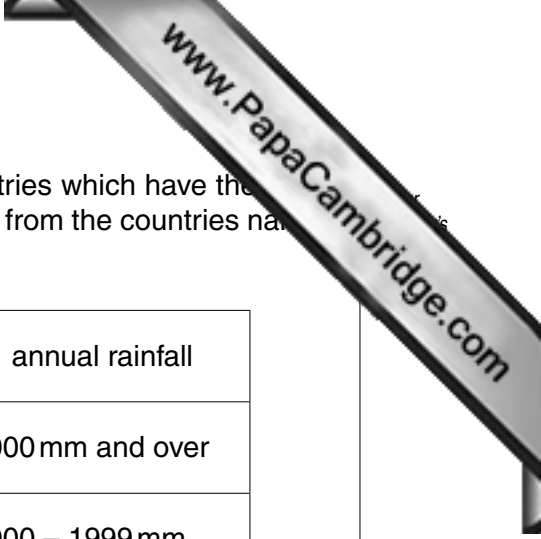 www.PapaCambridge.com
tries which have the
from the countries
annual rainfall
000 mm and over
000 – 1999 mm